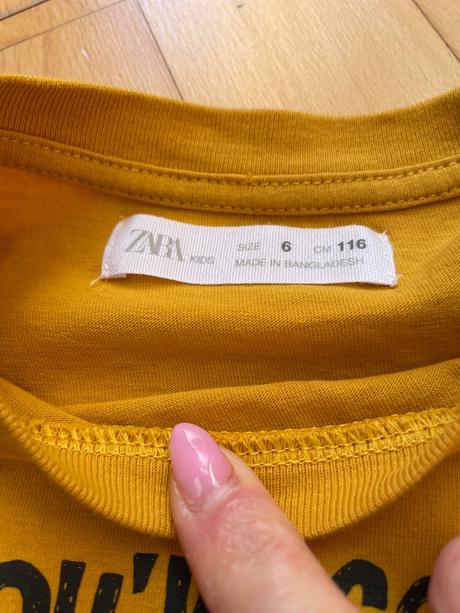 ZARA KIDS SIZE 6 CM 116
MADE IN BANGLADESH